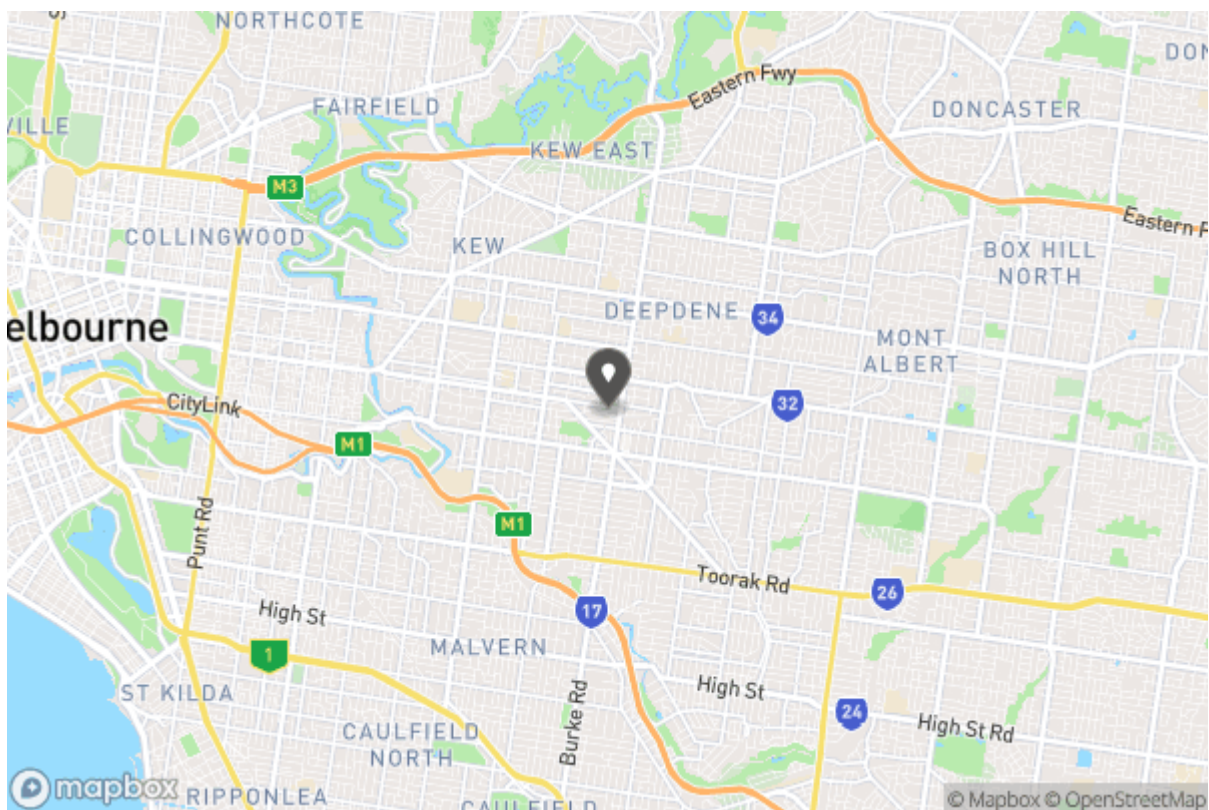 NORTHCOTE
S
DON
Eastern Fwy
FAIRFIELD
DONCASTER
VILLE
KEW EAST
M3
Eastern F
COLLINGWOOD
KEW
BOX HILL
NORTH
DEEPDENE
34
MONT
ALBERT
elbourne
CityLink
32
M1
Punt Rd
M1
Toorak Rd
26
High St
17
MALVERN
1
High St
ST KILDA
Burke Rd
24
High St Rd
CAULFIELD
NORTH
mapbox
RIPPONLEA
CAULFIELD
© Mapbox © OpenStreetMap